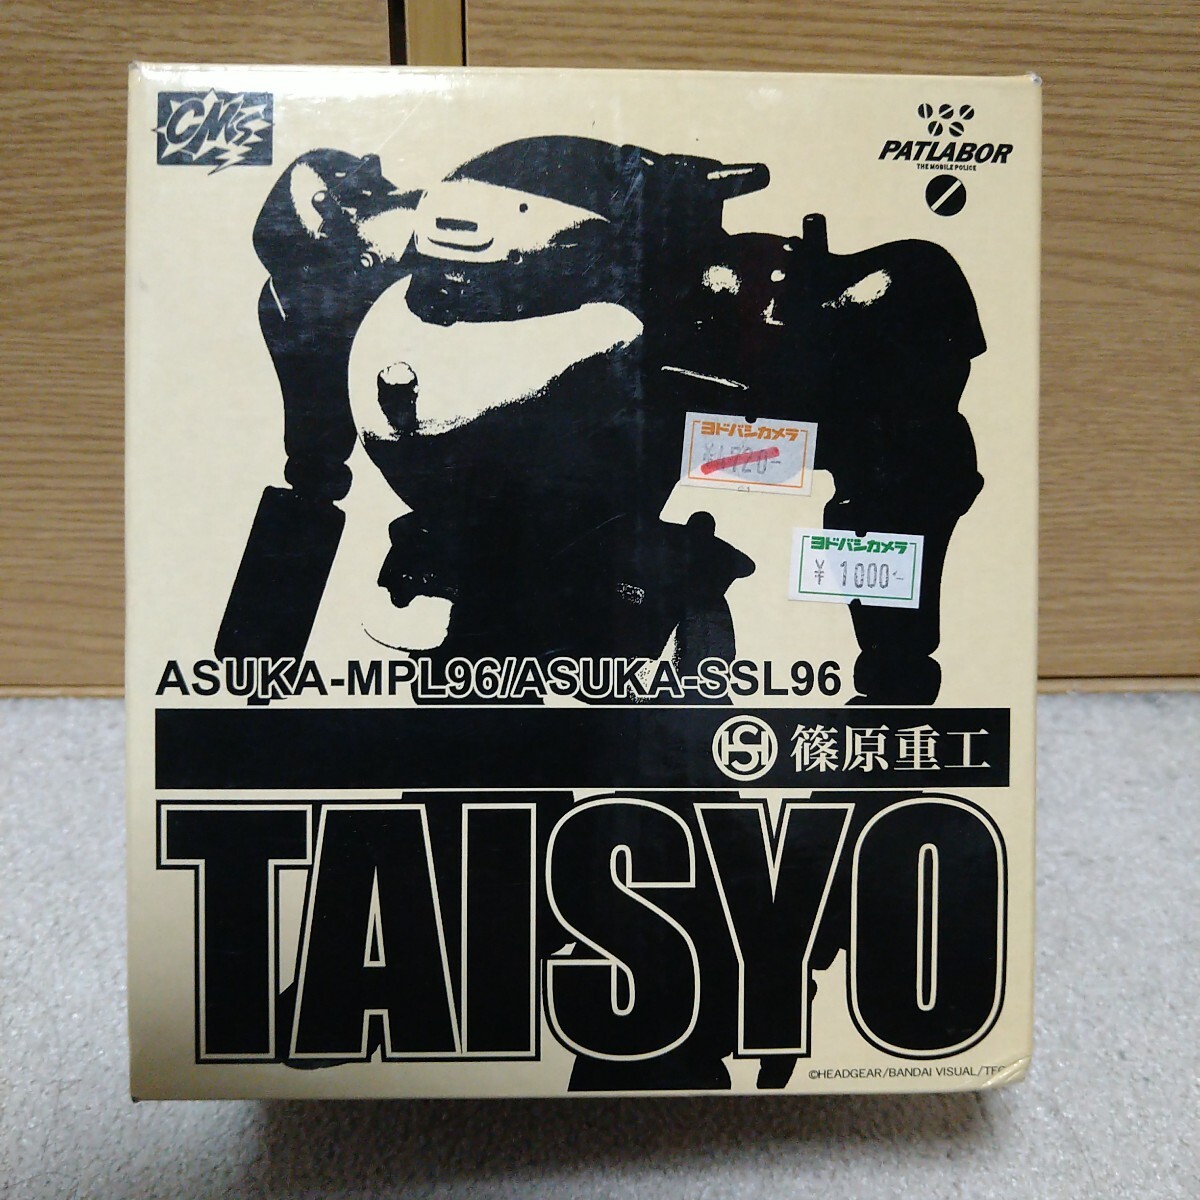 CMs
PATLABOR
THE MOBILE POLICE
ヨドバシカメラ
¥1720-
ヨドバシカメラ
¥1000-
ASUKA-MPL96/ASUKA-SSL96
篠原重工
TAISYO
©HEADGEAR/BANDAI VISUAL/